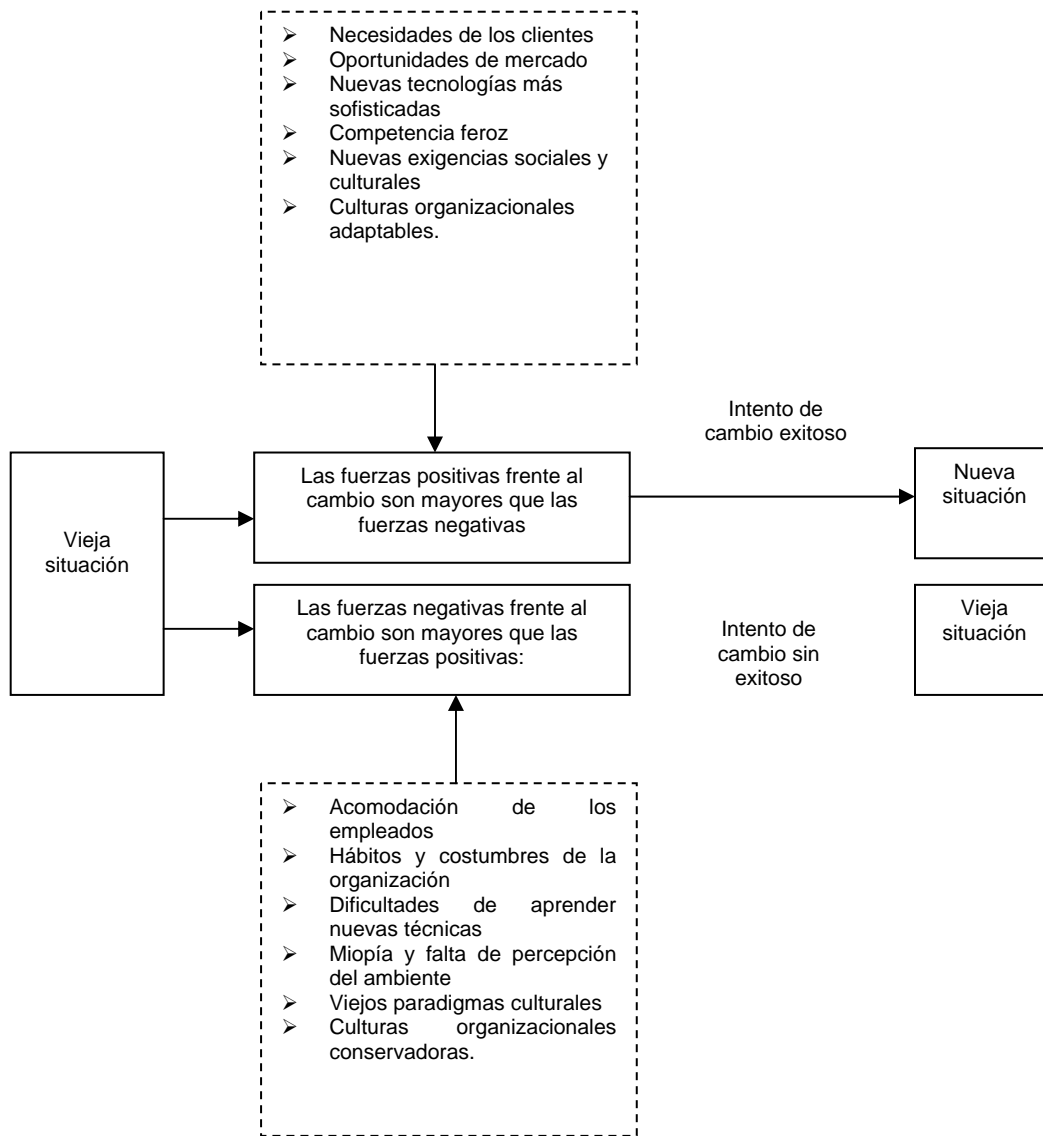 ➢ Necesidades de los clientes
➢ Oportunidades de mercado
➢ Nuevas tecnologías más
sofisticadas
➢ Competencia feroz
➢ Nuevas exigencias sociales y
culturales
➢ Culturas organizacionales
adaptables.
Intento de
cambio exitoso
Vieja
situación
Las fuerzas positivas frente al
cambio son mayores que las
fuerzas negativas
Nueva
situación
Las fuerzas negativas frente al
cambio son mayores que las
fuerzas positivas:
Intento de
cambio sin
exitoso
Vieja
situación
➢ Acomodación de los
empleados
➢ Hábitos y costumbres de la
organización
➢ Dificultades de aprender
nuevas técnicas
➢ Miopía y falta de percepción
del ambiente
➢ Viejos paradigmas culturales
➢ Culturas organizacionales
conservadoras.